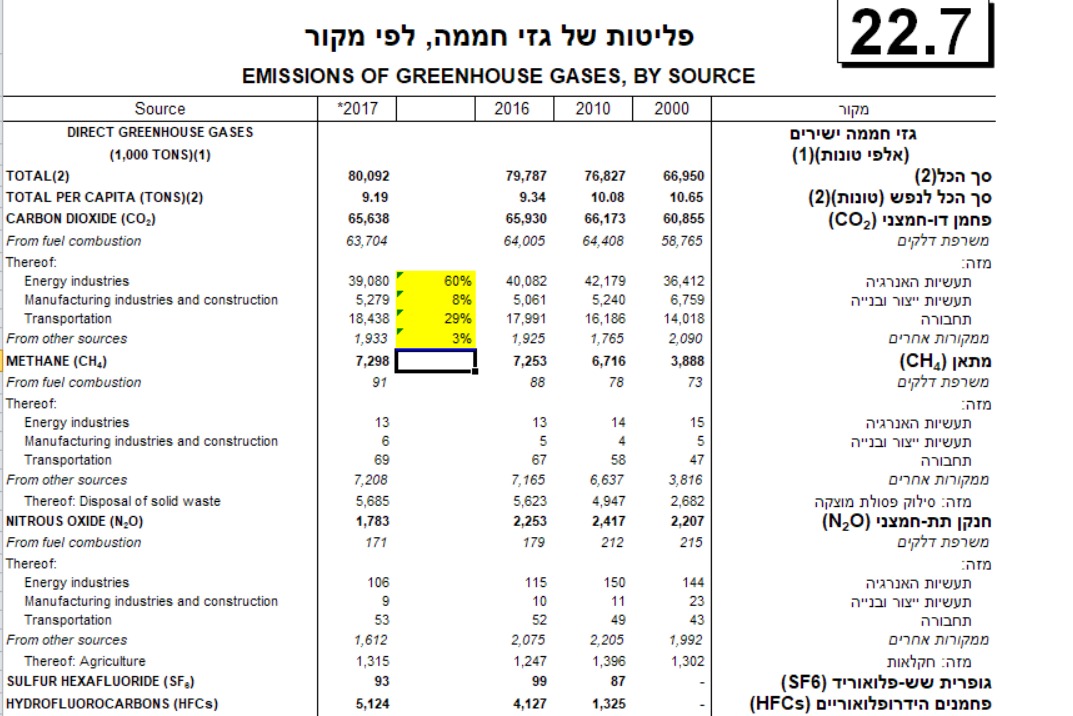 22.7
פליטות של גזי חממה, לפי מקור
EMISSIONS OF GREENHOUSE GASES, BY SOURCE
Source *2017 2016 2010 2000 מקור
DIRECT GREENHOUSE GASES גזי חממה ישירים
(1,000 TONS)(1) (אלפי טונות)(1)
TOTAL(2) 80,092 79,787 76,827 66,950 סך הכל(2)
TOTAL PER CAPITA (TONS)(2) 9.19 9.34 10.08 10.65 סך הכל לנפש (טונות)(2)
CARBON DIOXIDE (CO₂) 65,638 65,930 66,173 60,855 פחמן דו-חמצני (CO₂)
From fuel combustion 63,704 64,005 64,408 58,765 משרפת דלקים
Thereof: מזה:
Energy industries 39,080 60% 40,082 42,179 36,412 תעשיות האנרגיה
Manufacturing industries and construction 5,279 8% 5,061 5,240 6,759 תעשיות ייצור ובנייה
Transportation 18,438 29% 17,991 16,186 14,018 תחבורה
From other sources 1,933 3% 1,925 1,765 2,090 ממקורות אחרים
METHANE (CH₄) 7,298 7,253 6,716 3,888 מתאן (CH₄)
From fuel combustion 91 88 78 73 משרפת דלקים
Thereof: מזה:
Energy industries 13 13 14 15 תעשיות האנרגיה
Manufacturing industries and construction 6 5 4 5 תעשיות ייצור ובנייה
Transportation 69 67 58 47 תחבורה
From other sources 7,208 7,165 6,637 3,816 ממקורות אחרים
Thereof: Disposal of solid waste 5,685 5,623 4,947 2,682 מזה: סילוק פסולת מוצקה
NITROUS OXIDE (N₂O) 1,783 2,253 2,417 2,207 חנקן תת-חמצני (N₂O)
From fuel combustion 171 179 212 215 משרפת דלקים
Thereof: מזה:
Energy industries 106 115 150 144 תעשיות האנרגיה
Manufacturing industries and construction 9 10 11 23 תעשיות ייצור ובנייה
Transportation 53 52 49 43 תחבורה
From other sources 1,612 2,075 2,205 1,992 ממקורות אחרים
Thereof: Agriculture 1,315 1,247 1,396 1,302 מזה: חקלאות
SULFUR HEXAFLUORIDE (SF₆) 93 99 87 - גופרית שש-פלואוריד (SF6)
HYDROFLUOROCARBONS (HFCs) 5,124 4,127 1,325 - פחמנים הידרופלואוריים (HFCs)